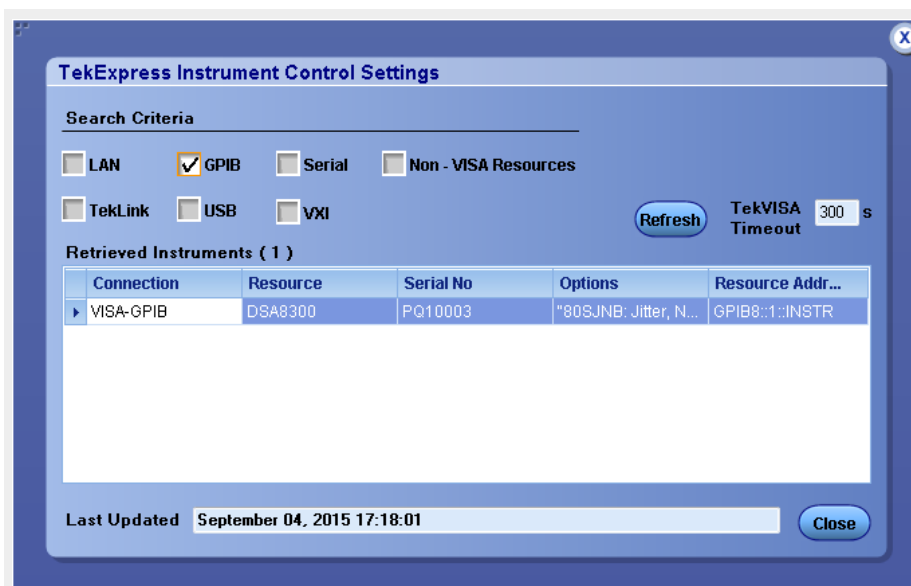 X
TekExpress Instrument Control Settings
Search Criteria
LAN GPIB Serial Non - VISA Resources
TekLink USB VXI
Refresh TekVISA Timeout 300 s
Retrieved Instruments ( 1 )
Connection Resource Serial No Options Resource Addr...
VISA-GPIB DSA8300 PQ10003 "80SJNB: Jitter, N... GPIB8::1::INSTR
Last Updated September 04, 2015 17:18:01 Close